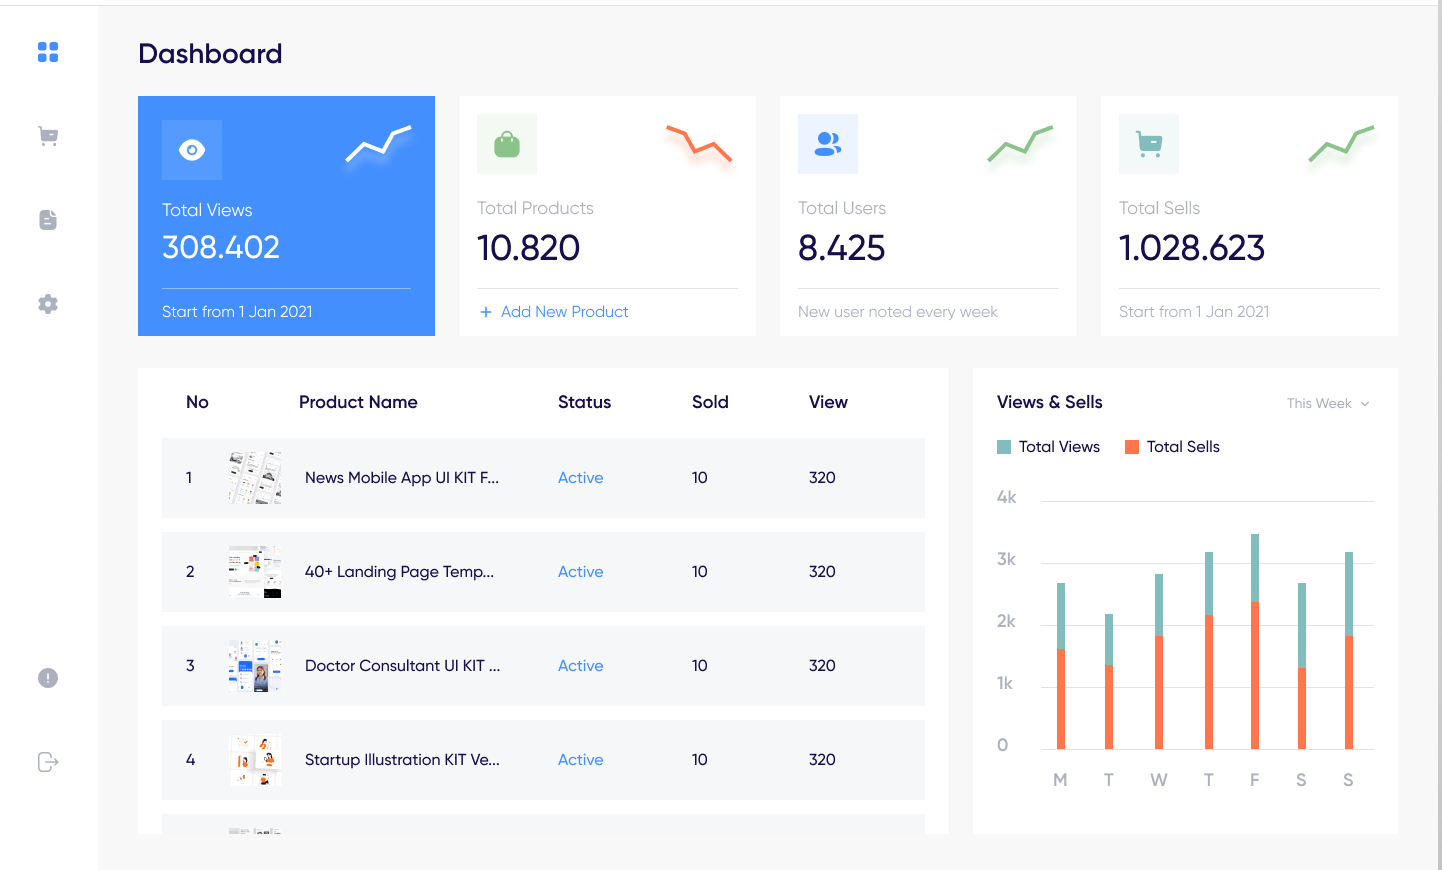 Dashboard
Total Views
308.402
Start from 1 Jan 2021
Total Products
10.820
+ Add New Product
Total Users
8.425
New user noted every week
Total Sells
1.028.623
Start from 1 Jan 2021
No Product Name Status Sold View
1 News Mobile App UI KIT F... Active 10 320
2 40+ Landing Page Temp... Active 10 320
3 Doctor Consultant UI KIT ... Active 10 320
4 Startup Illustration KIT Ve... Active 10 320
Views & Sells This Week
Total Views Total Sells
4k
3k
2k
1k
0
M T W T F S S